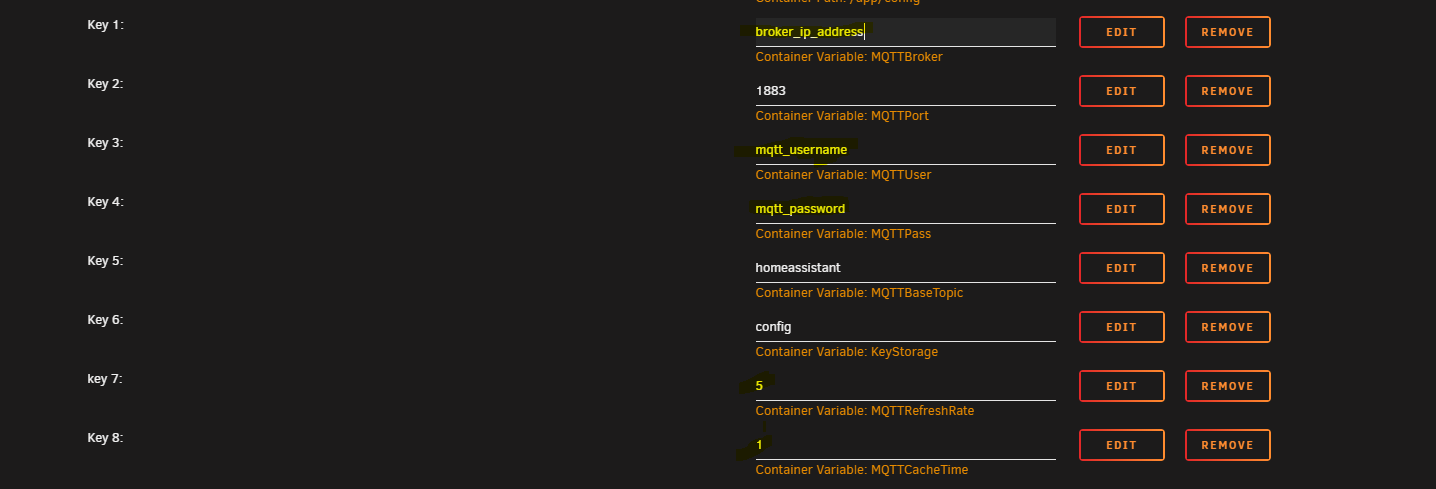 Container Path: /app/config
Key 1:
broker_ip_address
EDIT
REMOVE
Container Variable: MQTTBroker
Key 2:
1883
EDIT
REMOVE
Container Variable: MQTTPort
Key 3:
mqtt_username
EDIT
REMOVE
Container Variable: MQTTUser
Key 4:
mqtt_password
EDIT
REMOVE
Container Variable: MQTTPass
Key 5:
homeassistant
EDIT
REMOVE
Container Variable: MQTTBaseTopic
Key 6:
config
EDIT
REMOVE
Container Variable: KeyStorage
key 7:
5
EDIT
REMOVE
Container Variable: MQTTRefreshRate
Key 8:
1
EDIT
REMOVE
Container Variable: MQTTCacheTime